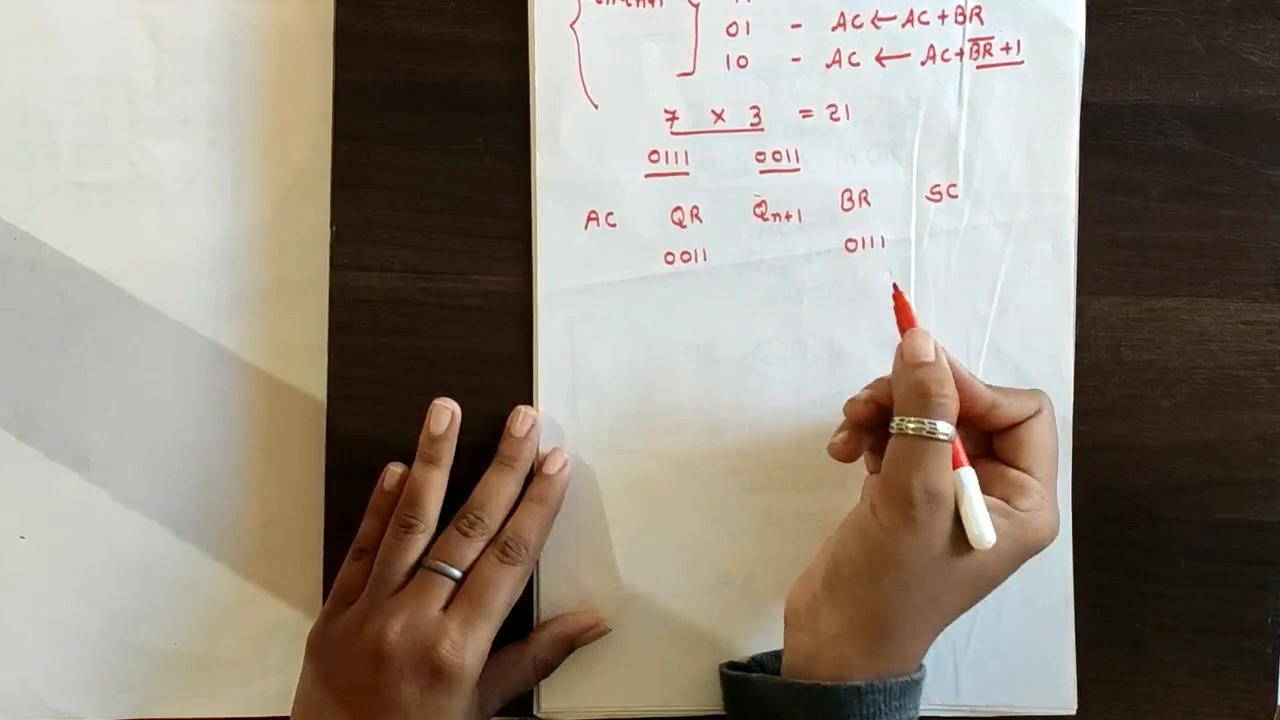 01 - AC ← AC + BR
10 - AC ← AC + B̅R̅ + 1
7 × 3 = 21
0111 0011
AC QR Qn+1 BR SC
0011 0111